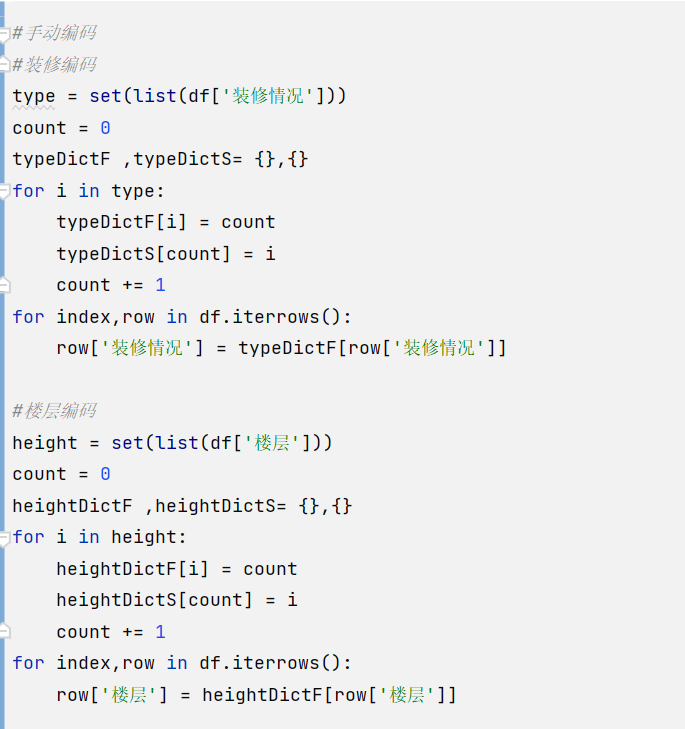 #手动编码
#装修编码
type = set(list(df['装修情况']))
count = 0
typeDictF ,typeDictS= {},{}
for i in type:
    typeDictF[i] = count
    typeDictS[count] = i
    count += 1
for index,row in df.iterrows():
    row['装修情况'] = typeDictF[row['装修情况']]
#楼层编码
height = set(list(df['楼层']))
count = 0
heightDictF ,heightDictS= {},{}
for i in height:
    heightDictF[i] = count
    heightDictS[count] = i
    count += 1
for index,row in df.iterrows():
    row['楼层'] = heightDictF[row['楼层']]